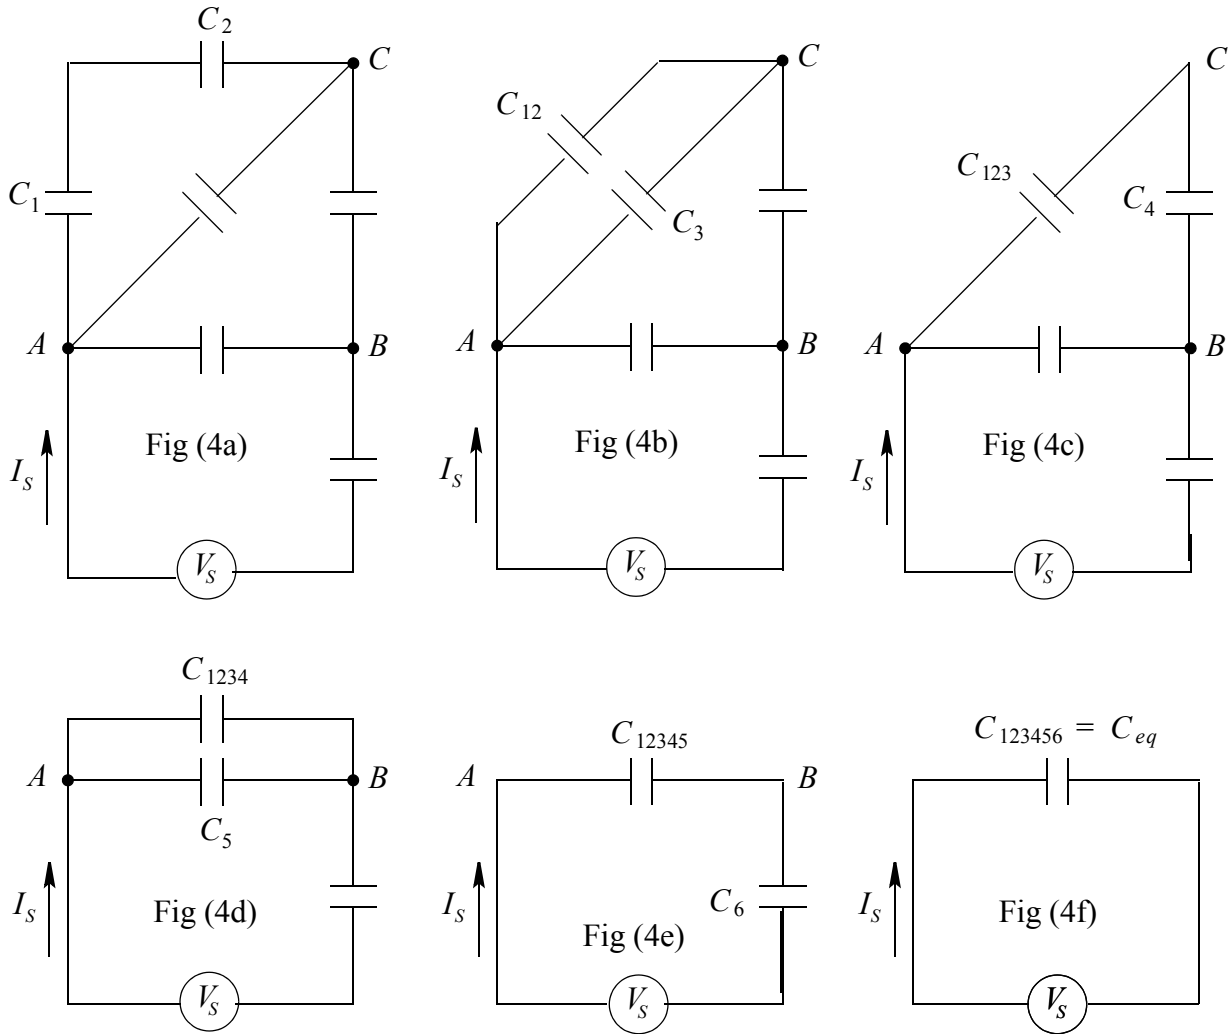 C2
C
C1
A
B
Fig (4a)
IS
VS
C
C12
C3
A
B
Fig (4b)
IS
VS
C
C123
C4
A
B
Fig (4c)
IS
VS
C1234
A
B
C5
IS
Fig (4d)
VS
C12345
A
B
IS
C6
Fig (4e)
VS
C123456 = Ceq
IS
Fig (4f)
VS